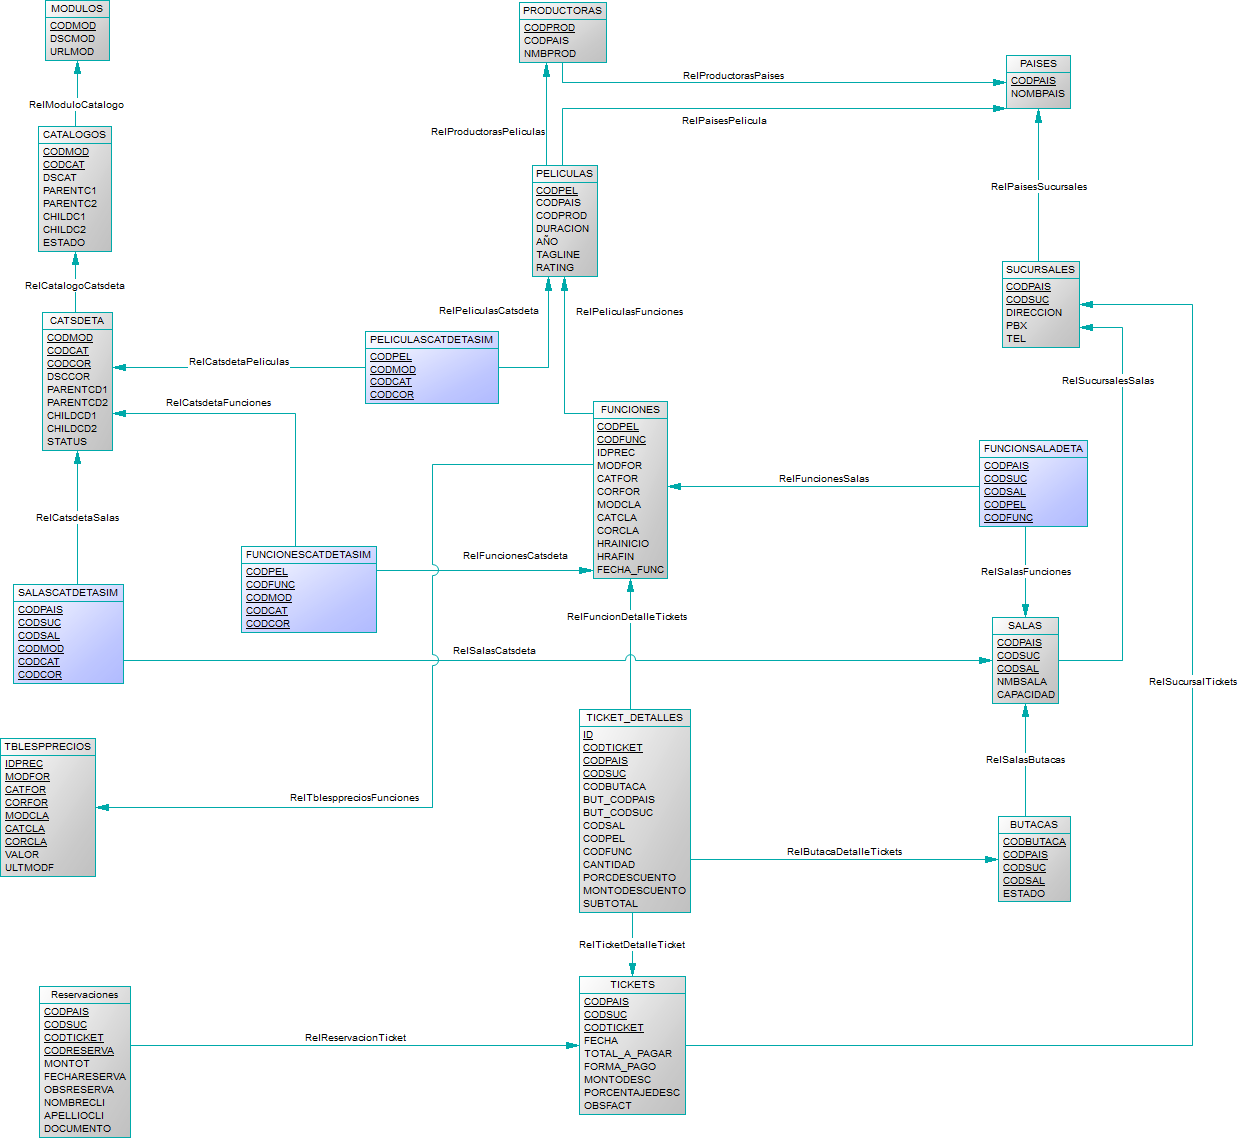 MODULOS
CODMOD
DSCMOD
URLMOD
PRODUCTORAS
CODPROD
CODPAIS
NMBPROD
PAISES
CODPAIS
NOMBPAIS
RelProductorasPaises
RelModuloCatalogo
RelProductorasPeliculas
RelPaisesPelicula
CATALOGOS
CODMOD
CODCAT
DSCAT
PARENTC1
PARENTC2
CHILDC1
CHILDC2
ESTADO
PELICULAS
CODPEL
CODPAIS
CODPROD
DURACION
AÑO
TAGLINE
RATING
RelPaisesSucursales
RelCatalogoCatsdeta
SUCURSALES
CODPAIS
CODSUC
DIRECCION
PBX
TEL
CATSDETA
CODMOD
CODCAT
CODCOR
DSCCOR
PARENTCD1
PARENTCD2
CHILDCD1
CHILDCD2
STATUS
RelPeliculasCatsdeta
RelPeliculasFunciones
PELICULASCATDETASIM
CODPEL
CODMOD
CODCAT
CODCOR
RelCatsdetaPeliculas
RelSucursalesSalas
RelCatsdetaFunciones
FUNCIONES
CODPEL
CODFUNC
IDPREC
MODFOR
CATFOR
CORFOR
MODCLA
CATCLA
CORCLA
HRAINICIO
HRAFIN
FECHA_FUNC
FUNCIONSALADETA
CODPAIS
CODSUC
CODSAL
CODPEL
CODFUNC
RelFuncionesSalas
RelCatsdetaSalas
FUNCIONESCATDETASIM
CODPEL
CODFUNC
CODMOD
CODCAT
CODCOR
RelFuncionesCatsdeta
RelSalasFunciones
SALASCATDETASIM
CODPAIS
CODSUC
CODSAL
CODMOD
CODCAT
CODCOR
RelFuncionDetalleTickets
SALAS
CODPAIS
CODSUC
CODSAL
NMBSALA
CAPACIDAD
RelSalasCatsdeta
RelSucursalTickets
TICKET_DETALLES
ID
CODTICKET
CODPAIS
CODSUC
CODBUTACA
BUT_CODPAIS
BUT_CODSUC
CODSAL
CODPEL
CODFUNC
CANTIDAD
PORCDESCUENTO
MONTODESCUENTO
SUBTOTAL
TBLESPPRECIOS
IDPREC
MODFOR
CATFOR
CORFOR
MODCLA
CATCLA
CORCLA
VALOR
ULTMODF
RelSalasButacas
RelTblesppreciosFunciones
BUTACAS
CODBUTACA
CODPAIS
CODSUC
CODSAL
ESTADO
RelButacaDetalleTickets
RelTicketDetalleTicket
Reservaciones
CODPAIS
CODSUC
CODTICKET
CODRESERVA
MONTOT
FECHARESERVA
OBSRESERVA
NOMBRECLI
APELLIOCLI
DOCUMENTO
RelReservacionTicket
TICKETS
CODPAIS
CODSUC
CODTICKET
FECHA
TOTAL_A_PAGAR
FORMA_PAGO
MONTODESC
PORCENTAJEDESC
OBSFACT